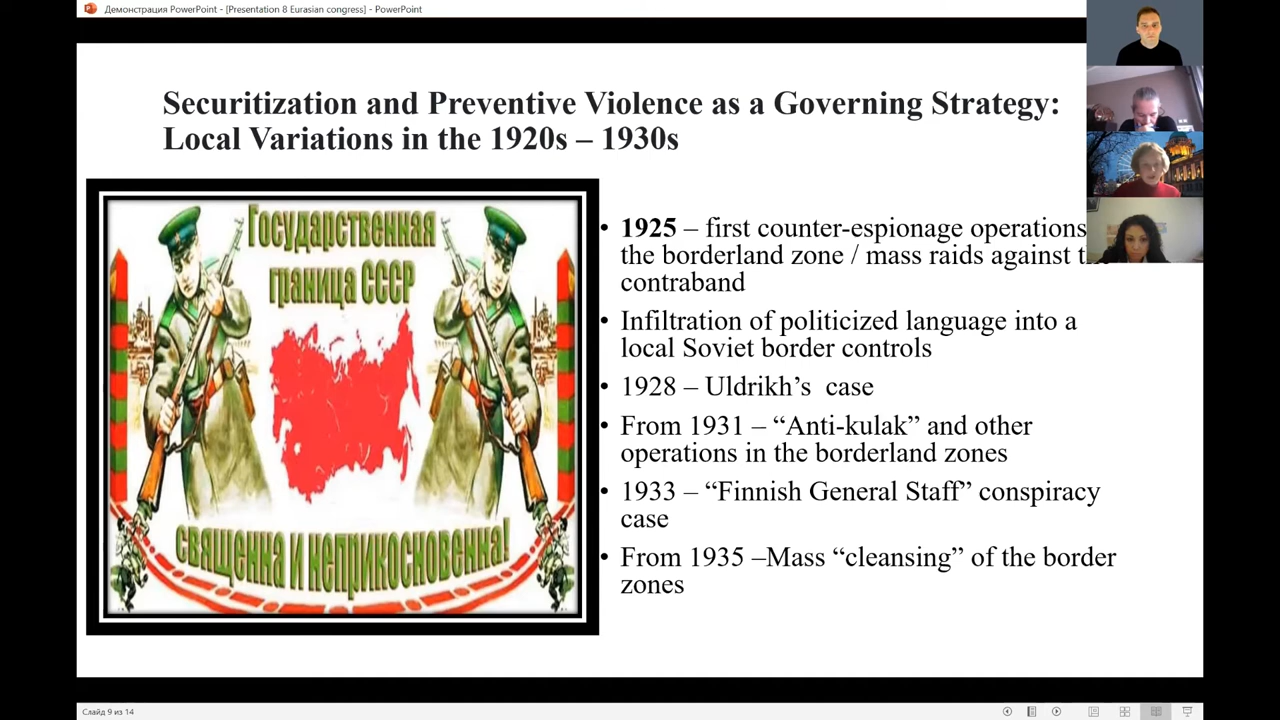 Демонстрация PowerPoint - [Presentation 8 Eurasian congress] - PowerPoint
Securitization and Preventive Violence as a Governing Strategy:
Local Variations in the 1920s – 1930s
Государственная
граница СССР
священна и неприкосновенна!
• 1925 – first counter-espionage operations
the borderland zone / mass raids against
contraband
• Infiltration of politicized language into a
local Soviet border controls
• 1928 – Uldrikh’s case
• From 1931 – “Anti-kulak” and other
operations in the borderland zones
• 1933 – “Finnish General Staff” conspiracy
case
• From 1935 –Mass “cleansing” of the border
zones
Слайд 9 из 14